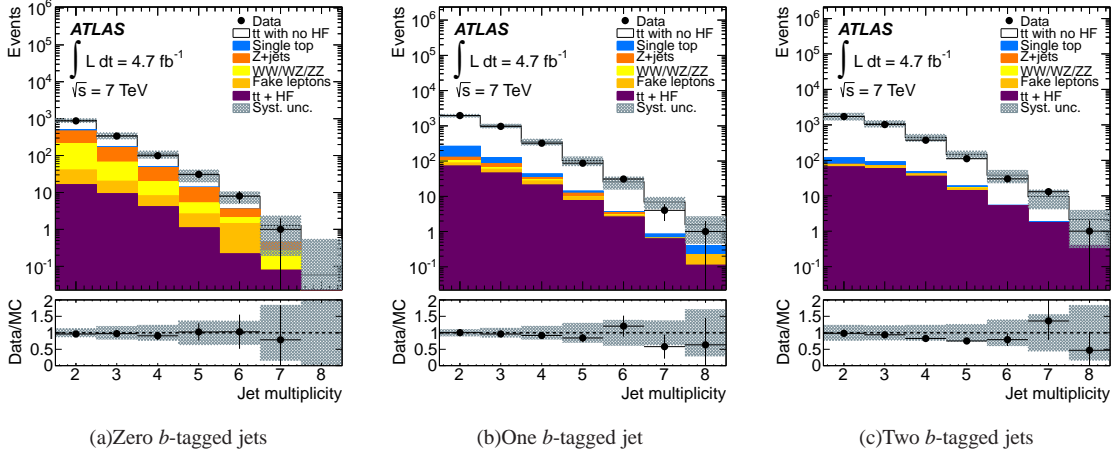 Events
10⁶
10⁵
10⁴
10³
10²
10
1
10⁻¹
ATLAS
∫ L dt = 4.7 fb⁻¹
√s = 7 TeV
Data
tt with no HF
Single top
Z+jets
WW/WZ/ZZ
Fake leptons
tt + HF
Syst. unc.
Data/MC
2
1.5
1
0.5
0
2 3 4 5 6 7 8
Jet multiplicity
(a)Zero b-tagged jets
Events
10³
10²
10
1
10⁻¹
ATLAS
∫ L dt = 4.7 fb⁻¹
√s = 7 TeV
Data
tt with no HF
Single top
Z+jets
WW/WZ/ZZ
Fake leptons
tt + HF
Syst. unc.
Data/MC
2
1.5
1
0.5
0
2 3 4 5 6 7 8
Jet multiplicity
(b)One b-tagged jet
Events
10³
10²
10
1
10⁻¹
ATLAS
∫ L dt = 4.7 fb⁻¹
√s = 7 TeV
Data
tt with no HF
Single top
Z+jets
WW/WZ/ZZ
Fake leptons
tt + HF
Syst. unc.
Data/MC
2
1.5
1
0.5
0
2 3 4 5 6 7 8
Jet multiplicity
(c)Two b-tagged jets